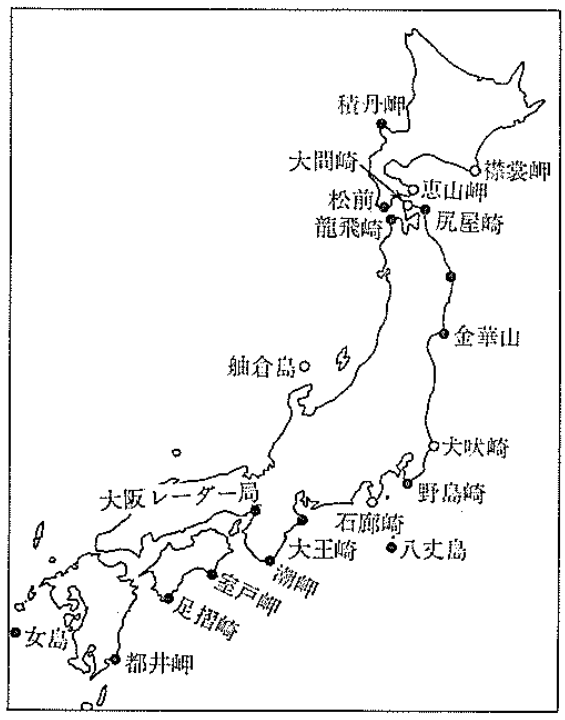 積丹岬
大間崎
襟裳岬
恵山岬
松前
龍飛崎
尻屋崎
金華山
舳倉島
犬吠崎
大阪レーダー局
野島崎
石廊崎
大王崎
八丈島
潮岬
室戸岬
足摺崎
女島
都井岬